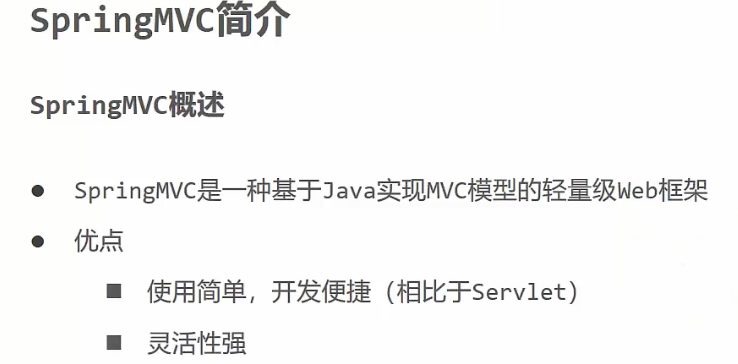 SpringMVC简介
SpringMVC概述
● SpringMVC是一种基于Java实现MVC模型的轻量级Web框架
● 优点
■ 使用简单，开发便捷（相比于Servlet）
■ 灵活性强